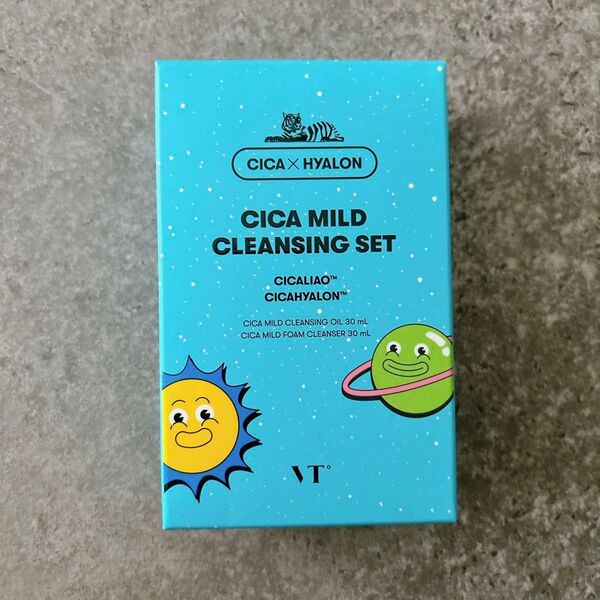 CICA × HYALON
CICA MILD
CLEANSING SET
CICALIAO™
CICAHYALON™
CICA MILD CLEANSING OIL 30 mL
CICA MILD FOAM CLEANSER 30 mL
VT°